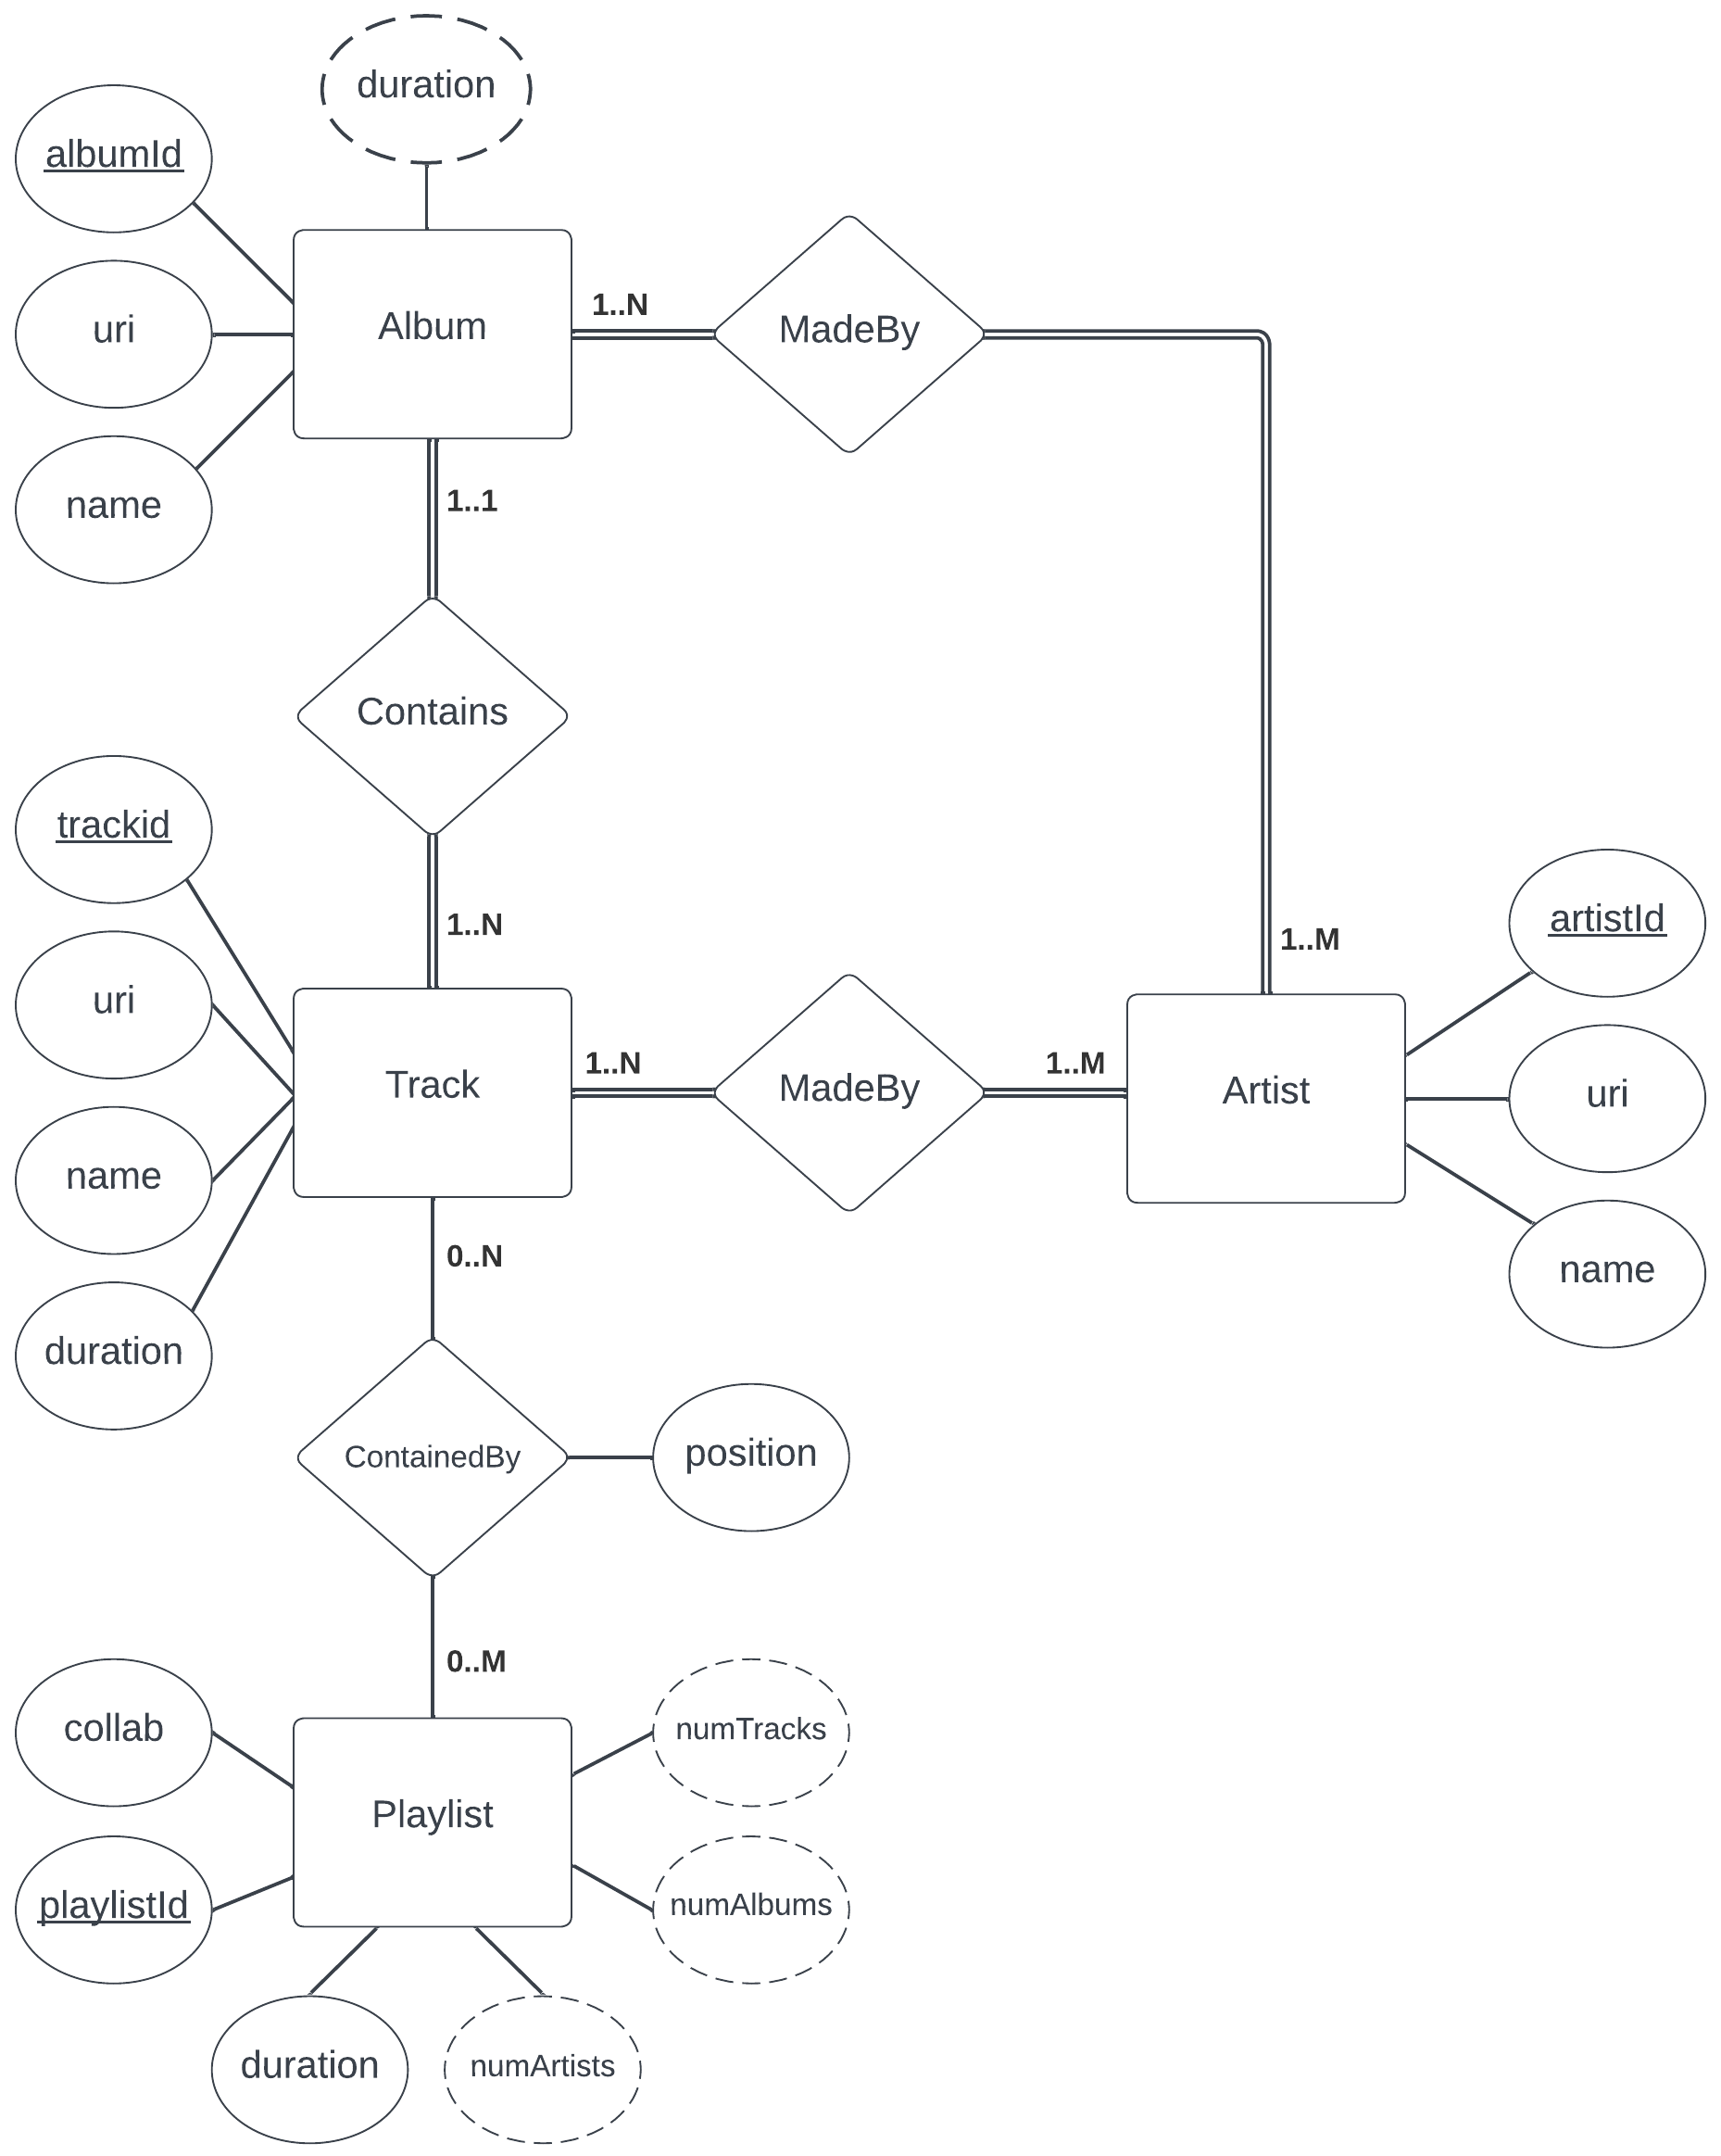 duration
albumId
uri
name
Album
1..N
MadeBy
1..1
Contains
1..N
1..M
trackid
uri
name
duration
Track
1..N
MadeBy
1..M
Artist
artistId
uri
name
0..N
ContainedBy
position
0..M
collab
playlistId
Playlist
numTracks
numAlbums
duration
numArtists